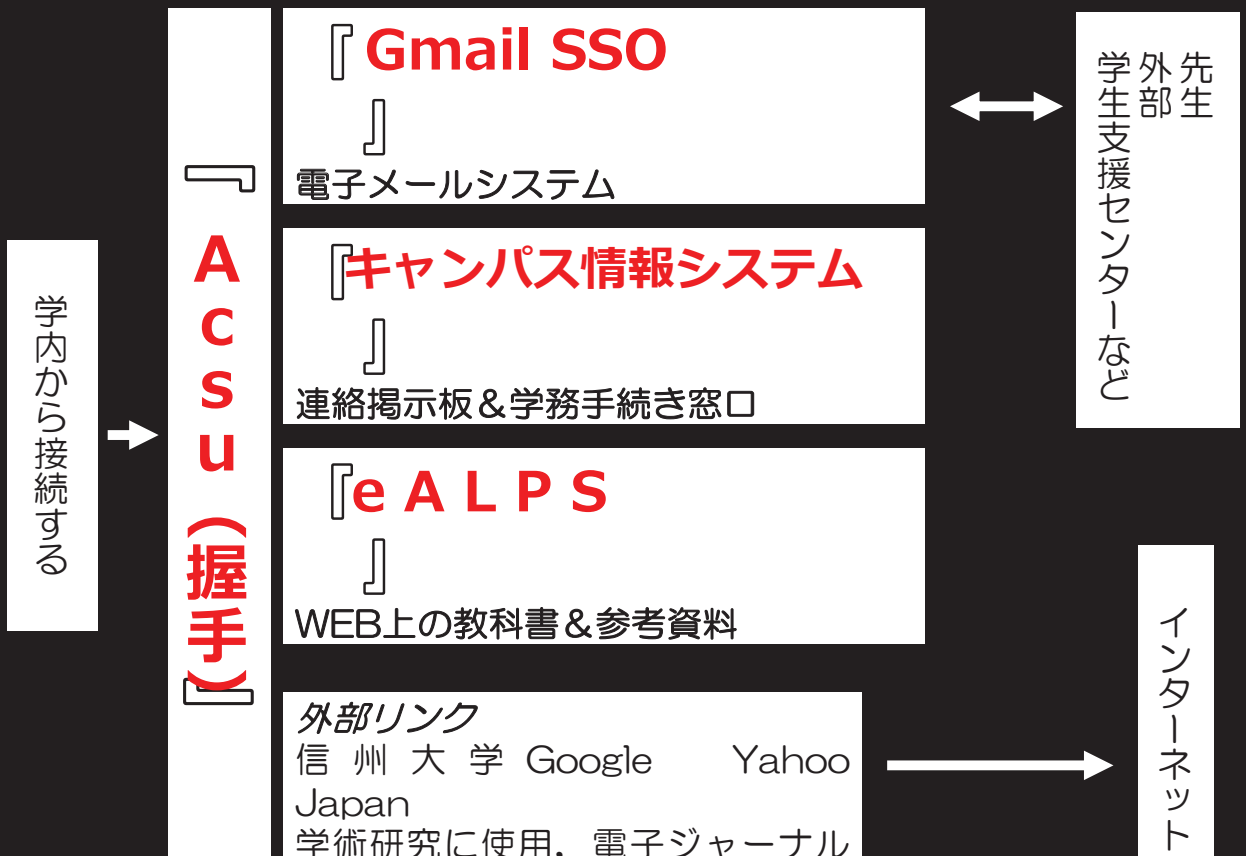 学内から接続する
『Acsu（握手）』
『Gmail SSO
』
電子メールシステム
『キャンパス情報システム
』
連絡掲示板＆学務手続き窓口
『e A L P S
』
WEB上の教科書＆参考資料
外部リンク
信 州 大 学 Google Yahoo
Japan
学術研究に使用，電子ジャーナル
先生
外部
学生支援センターなど
インターネット